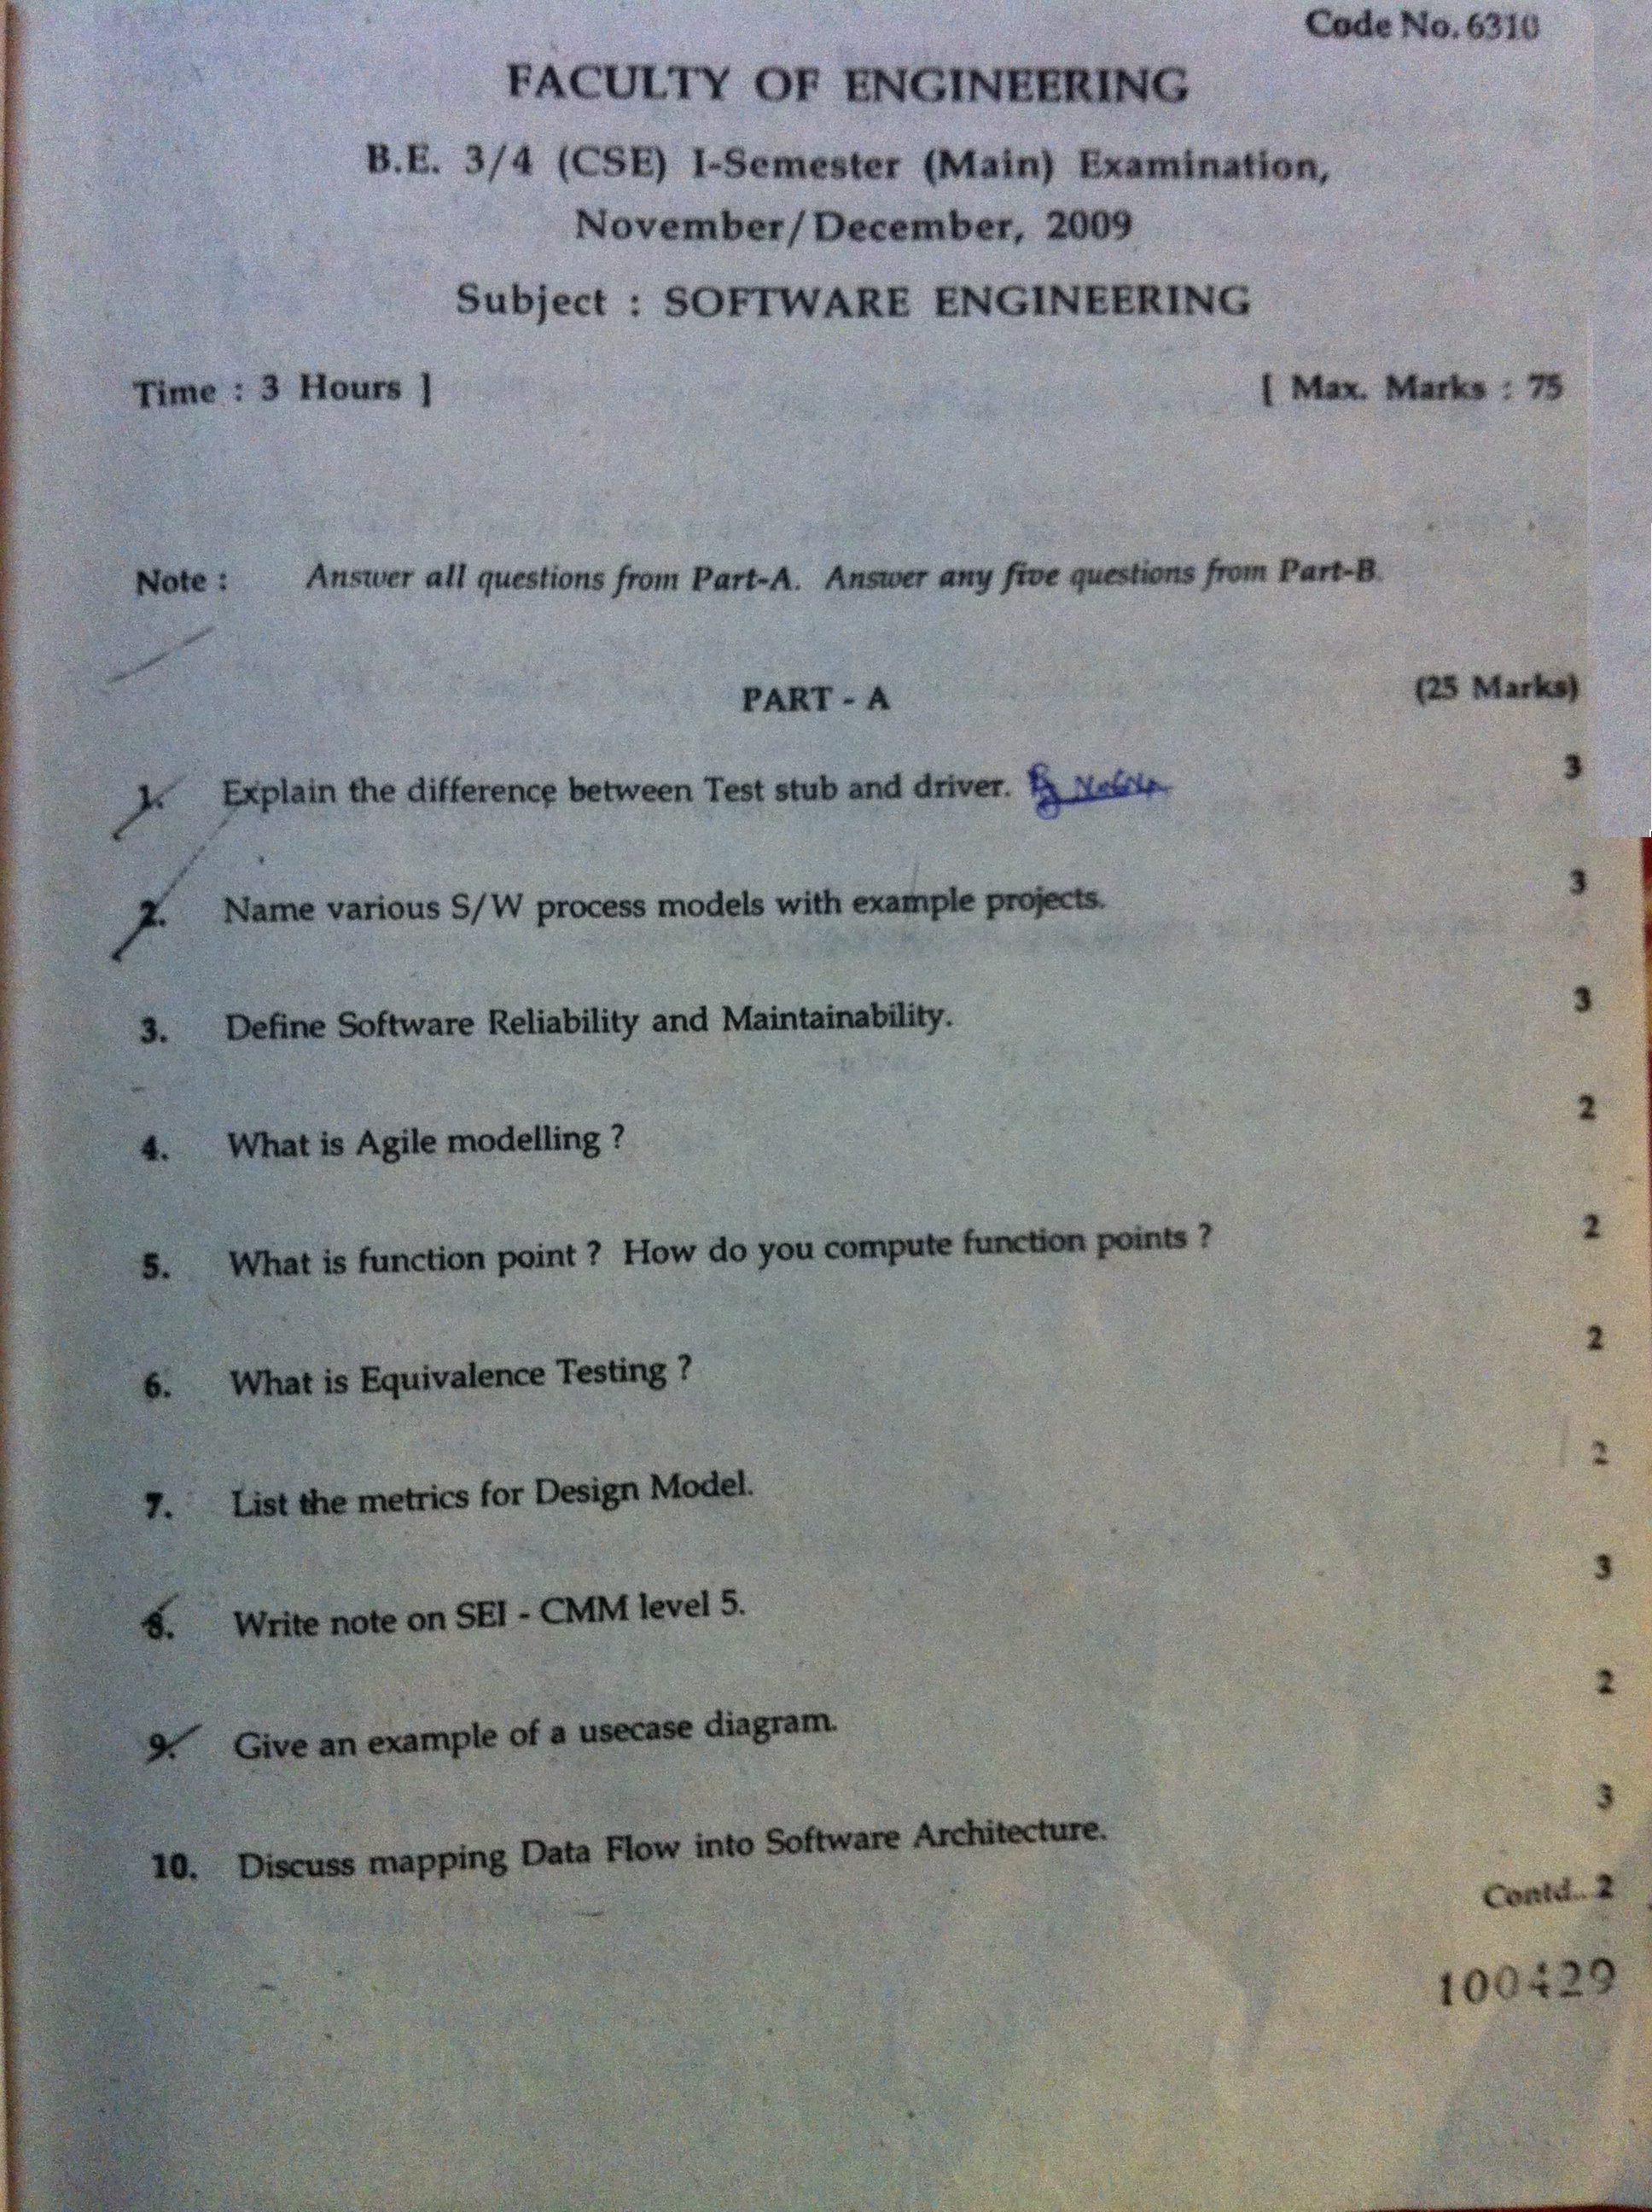 Code No. 6310
FACULTY OF ENGINEERING
B.E. 3/4 (CSE) I-Semester (Main) Examination,
November/December, 2009
Subject : SOFTWARE ENGINEERING
Time : 3 Hours ] [ Max. Marks : 75
Note : Answer all questions from Part-A. Answer any five questions from Part-B.
PART - A (25 Marks)
1. Explain the difference between Test stub and driver. 3
2. Name various S/W process models with example projects. 3
3. Define Software Reliability and Maintainability. 3
4. What is Agile modelling ? 2
5. What is function point ? How do you compute function points ? 2
6. What is Equivalence Testing ? 2
7. List the metrics for Design Model. 2
8. Write note on SEI - CMM level 5. 3
9. Give an example of a usecase diagram. 2
10. Discuss mapping Data Flow into Software Architecture. 3
Contd.. 2
100429